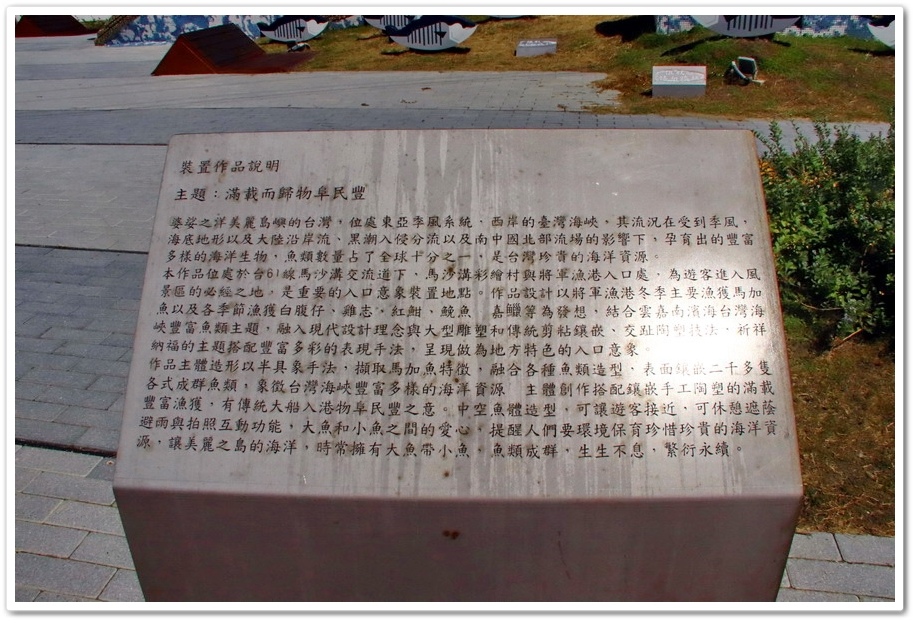 裝置作品說明
主題：滿載而歸物阜民豐
婆娑之洋美麗島嶼的台灣，位處東亞季風系統，西岸的臺灣海峽，其流況在受到季風，
海底地形以及大陸沿岸流、黑潮入侵分流以及南中國北部流場的影響下，孕育出的豐富
多樣的海洋生物，魚類數量占了全球十分之一，是台灣珍貴的海洋資源。
本作品位處於台61線馬沙溝交流道下，馬沙溝彩繪村與將軍漁港入口處，為遊客進入風
景區的必經之地，是重要的入口意象裝置地點。作品設計以將軍漁港冬季主要漁獲馬加
魚以及各季節漁獲白腹仔、雞志、紅魽、鮸魚、嘉鱲等為發想，結合雲嘉南濱海台灣海
峽豐富魚類主題，融入現代設計理念與大型雕塑和傳統剪粘鑲嵌、交趾陶塑技法，祈祥
納福的主題搭配豐富多彩的表現手法，呈現做為地方特色的入口意象。
作品主體造形以半具象手法，擷取馬加魚特徵，融合各種魚類造型，表面鑲嵌二千多隻
各式成群魚類，象徵台灣海峽豐富多樣的海洋資源，主體創作搭配鑲嵌手工陶塑的滿載
豐富漁獲，有傳統大船入港物阜民豐之意。中空魚體造型，可讓遊客接近，可休憩遮蔭
避雨與拍照互動功能，大魚和小魚之間的愛心，提醒人們要環境保育珍惜珍貴的海洋資
源，讓美麗之島的海洋，時常擁有大魚帶小魚，魚類成群，生生不息，繁衍永續。